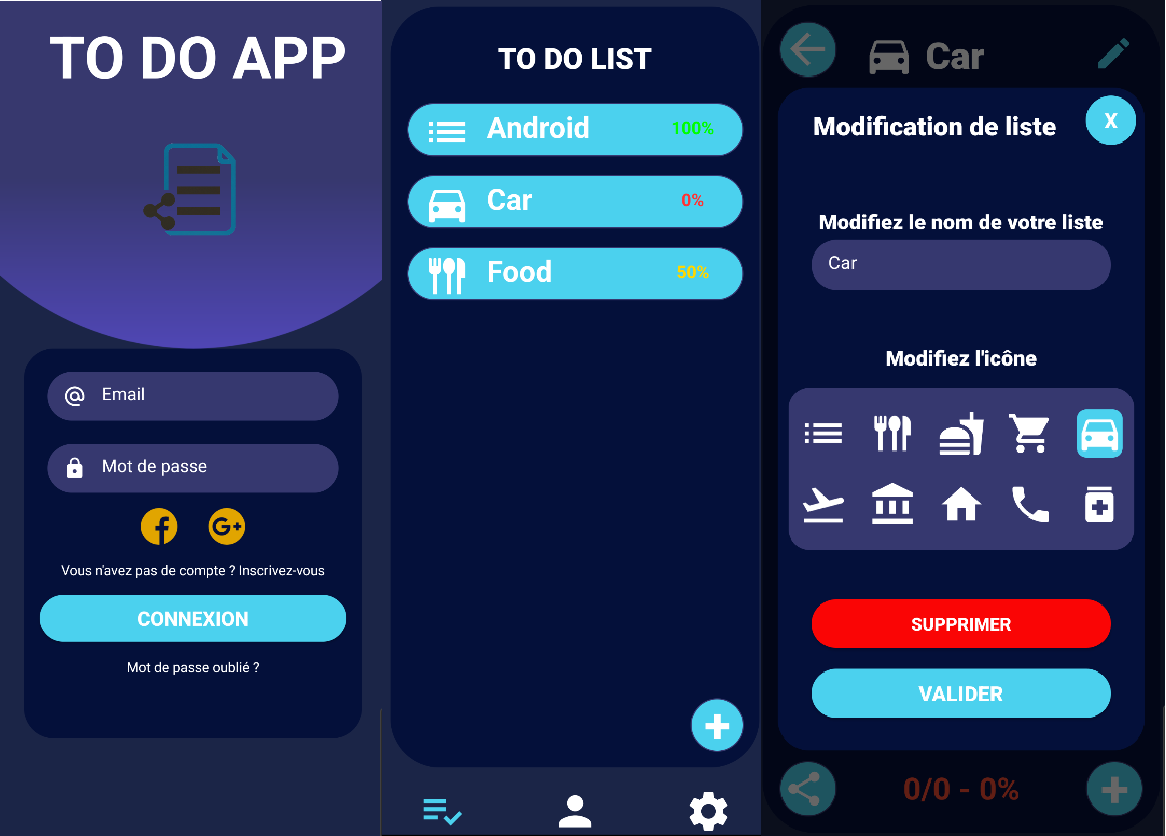 TO DO APP
Email
Mot de passe
Vous n'avez pas de compte ? Inscrivez-vous
CONNEXION
Mot de passe oublié ?
TO DO LIST
Android 100%
Car 0%
Food 50%
Car
Modification de liste X
Modifiez le nom de votre liste
Car
Modifiez l'icône
SUPPRIMER
VALIDER
0/0 - 0%